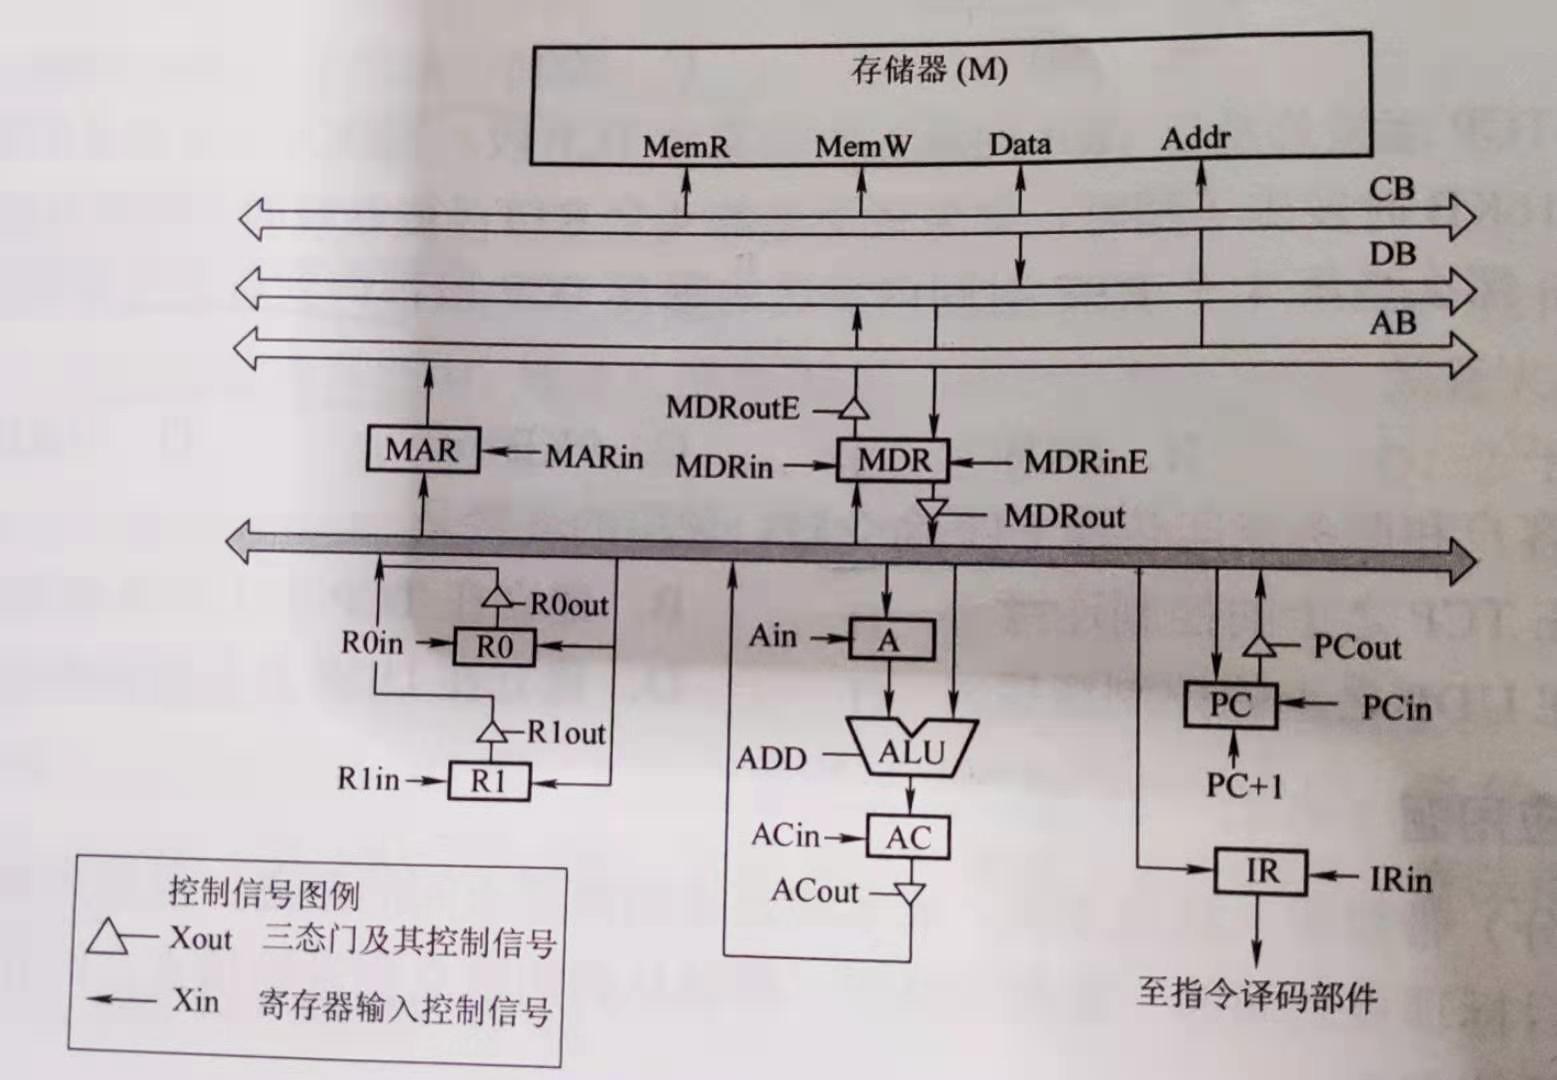 存储器 (M)
MemR
MemW
Data
Addr
CB
DB
AB
MDRoutE
MAR
MARin
MDRin
MDR
MDRinE
MDRout
R0out
R0in
R0
Ain
A
PCout
R1out
PC
PCin
ADD
ALU
R1in
R1
PC+1
ACin
AC
ACout
IR
IRin
至指令译码部件
控制信号图例
Xout 三态门及其控制信号
Xin 寄存器输入控制信号